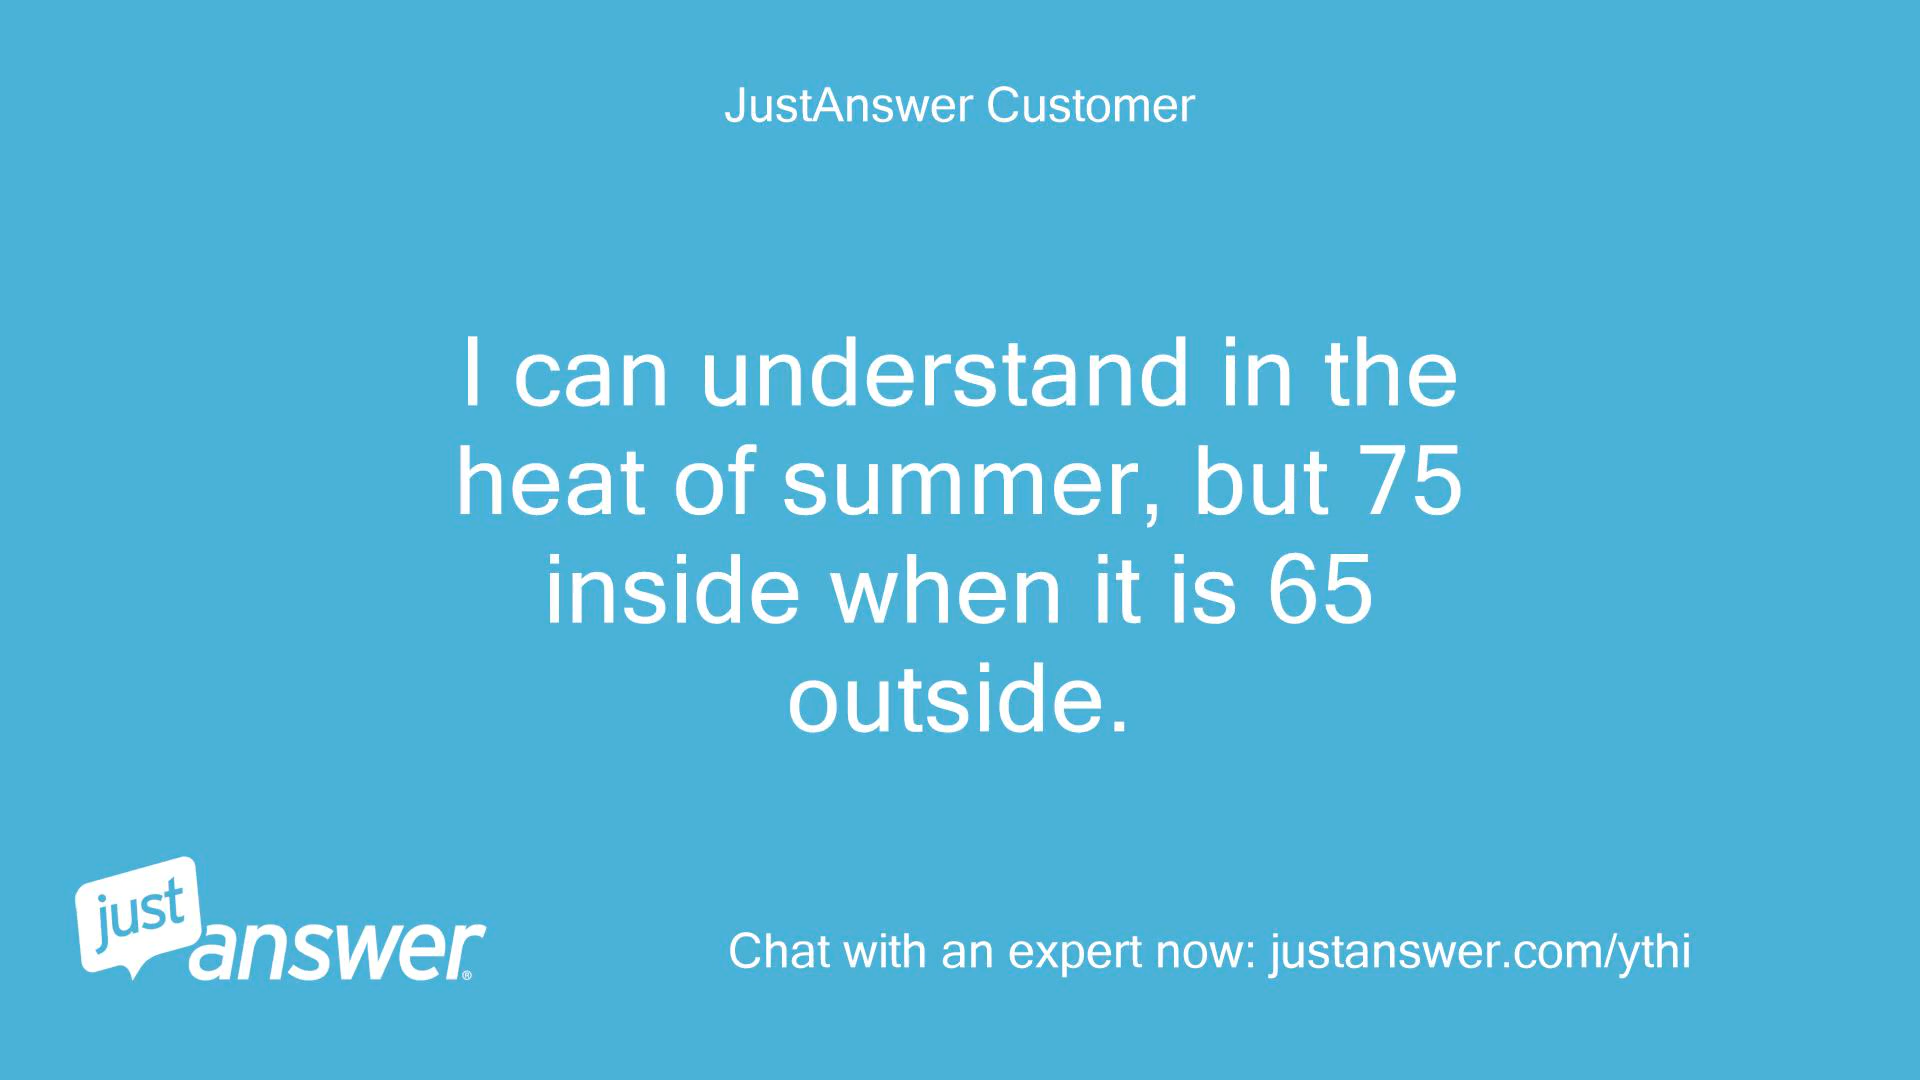 JustAnswer Customer
I can understand in the
heat of summer, but 75
inside when it is 65
outside.
just
answer®
Chat with an expert now: justanswer.com/ythi